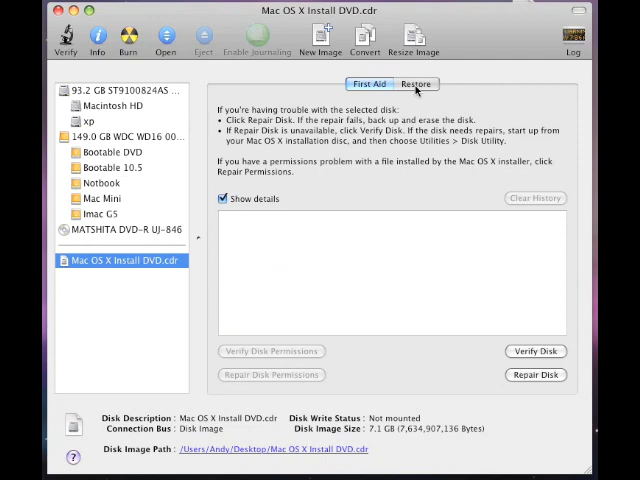 Mac OS X Install DVD.cdr
Verify Info Burn Open Eject Enable Journaling New Image Convert Resize Image Log
First Aid Restore
93.2 GB ST9100824AS ...
Macintosh HD
xp
149.0 GB WDC WD16 00...
Bootable DVD
Bootable 10.5
Notbook
Mac Mini
Imac G5
MATSHITA DVD-R UJ-846
Mac OS X Install DVD.cdr
If you're having trouble with the selected disk:
• Click Repair Disk. If the repair fails, back up and erase the disk.
• If Repair Disk is unavailable, click Verify Disk. If the disk needs repairs, start up from
your Mac OS X installation disc, and then choose Utilities > Disk Utility.
If you have a permissions problem with a file installed by the Mac OS X installer, click
Repair Permissions.
Show details
Clear History
Verify Disk Permissions
Verify Disk
Repair Disk Permissions
Repair Disk
Disk Description : Mac OS X Install DVD.cdr
Connection Bus : Disk Image
Disk Write Status : Not mounted
Disk Image Size : 7.1 GB (7,634,907,136 Bytes)
Disk Image Path : /Users/Andy/Desktop/Mac OS X Install DVD.cdr
?